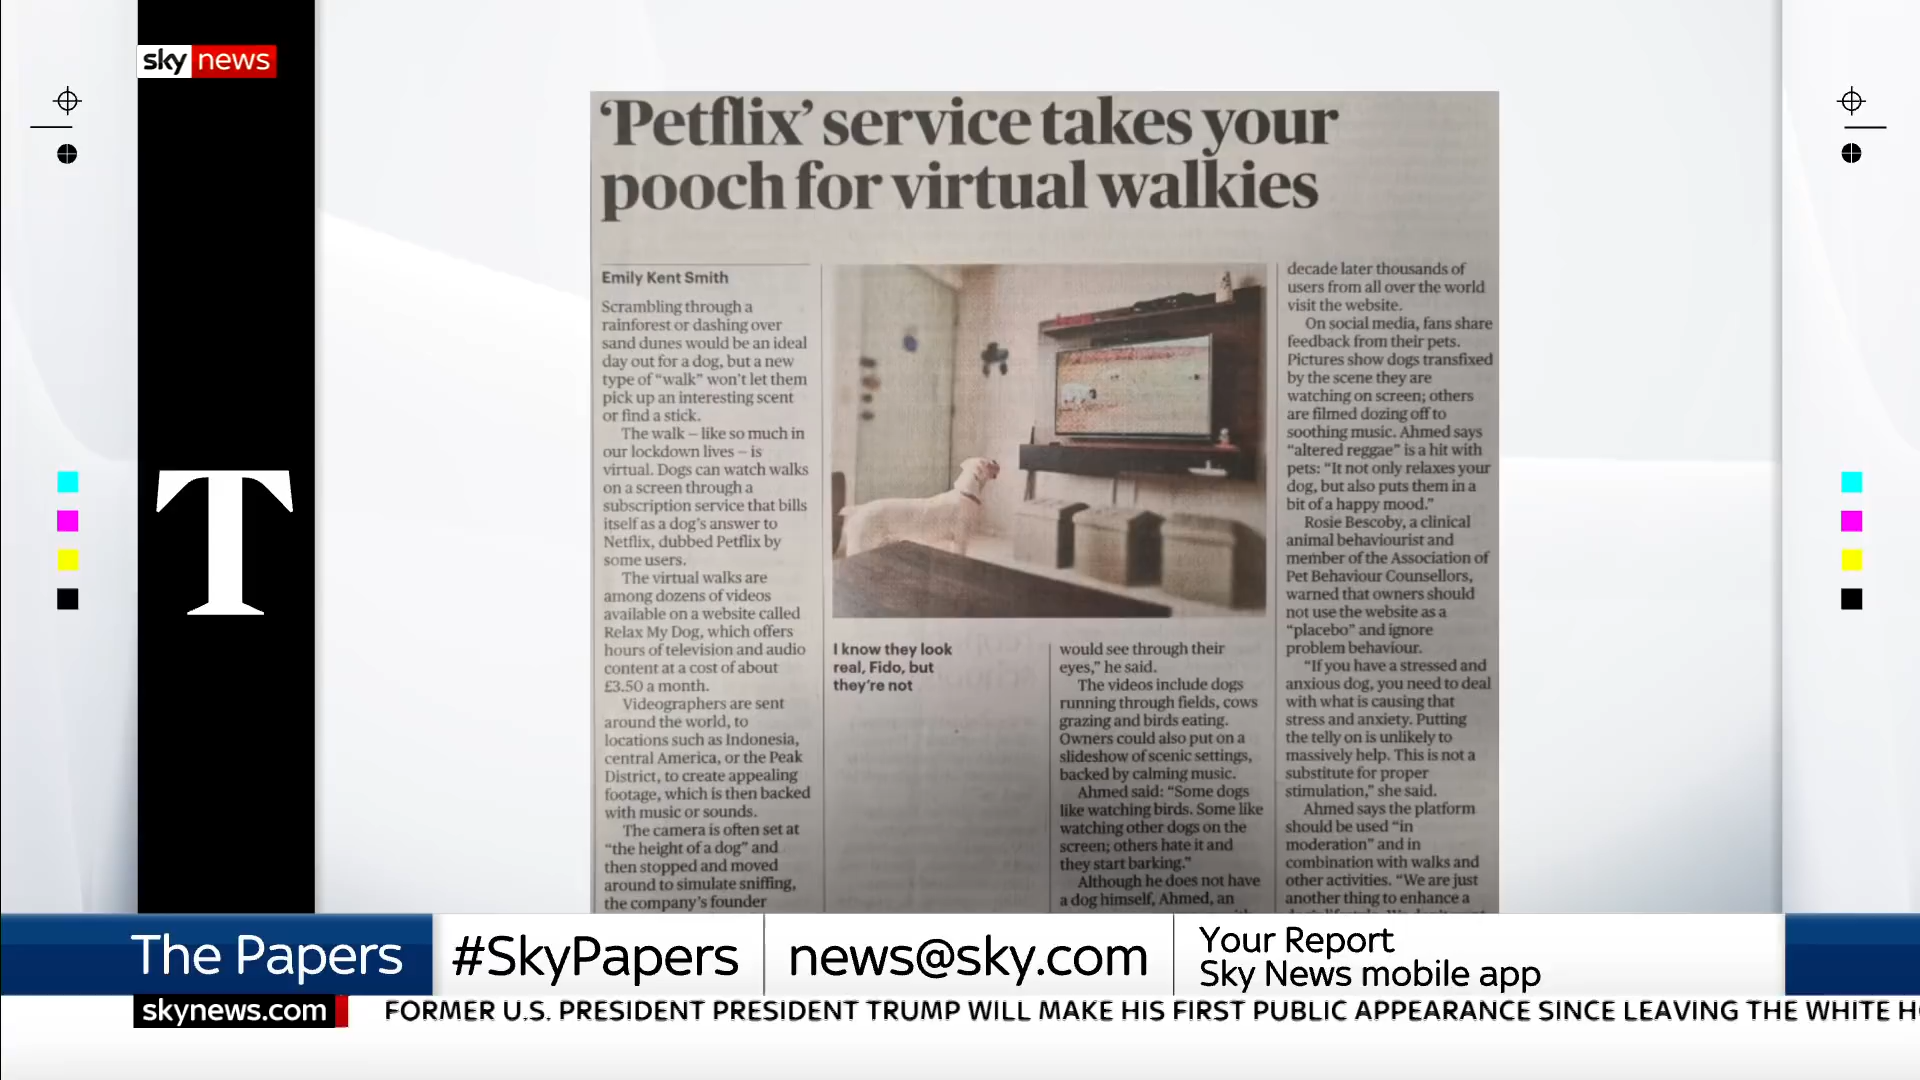 sky news
T
‘Petflix’ service takes your
pooch for virtual walkies
Emily Kent Smith
Scrambling through a
rainforest or dashing over
sand dunes would be an ideal
day out for a dog, but a new
type of “walk” won’t let them
pick up an interesting scent
or find a stick.
The walk – like so much in
our lockdown lives – is
virtual. Dogs can watch walks
on a screen through a
subscription service that bills
itself as a dog’s answer to
Netflix, dubbed Petflix by
some users.
The virtual walks are
among dozens of videos
available on a website called
Relax My Dog, which offers
hours of television and audio
content at a cost of about
£3.50 a month.
Videographers are sent
around the world, to
locations such as Indonesia,
central America, or the Peak
District, to create appealing
footage, which is then backed
with music or sounds.
The camera is often set at
“the height of a dog” and
then stopped and moved
around to simulate sniffing,
the company’s founder
I know they look
real, Fido, but
they’re not
would see through their
eyes,” he said.
The videos include dogs
running through fields, cows
grazing and birds eating.
Owners could also put on a
slideshow of scenic settings,
backed by calming music.
Ahmed said: “Some dogs
like watching birds. Some like
watching other dogs on the
screen; others hate it and
they start barking.”
Although he does not have
a dog himself, Ahmed, an
decade later thousands of
users from all over the world
visit the website.
On social media, fans share
feedback from their pets.
Pictures show dogs transfixed
by the scene they are
watching on screen; others
are filmed dozing off to
soothing music. Ahmed says
“altered reggae” is a hit with
pets: “It not only relaxes your
dog, but also puts them in a
bit of a happy mood.”
Rosie Bescoby, a clinical
animal behaviourist and
member of the Association of
Pet Behaviour Counsellors,
warned that owners should
not use the website as a
“placebo” and ignore
problem behaviour.
“If you have a stressed and
anxious dog, you need to deal
with what is causing that
stress and anxiety. Putting
the telly on is unlikely to
massively help. This is not a
substitute for proper
stimulation,” she said.
Ahmed says the platform
should be used “in
moderation” and in
combination with walks and
other activities. “We are just
another thing to enhance a
The Papers
#SkyPapers
news@sky.com
Your Report
Sky News mobile app
skynews.com
FORMER U.S. PRESIDENT PRESIDENT TRUMP WILL MAKE HIS FIRST PUBLIC APPEARANCE SINCE LEAVING THE WHITE H